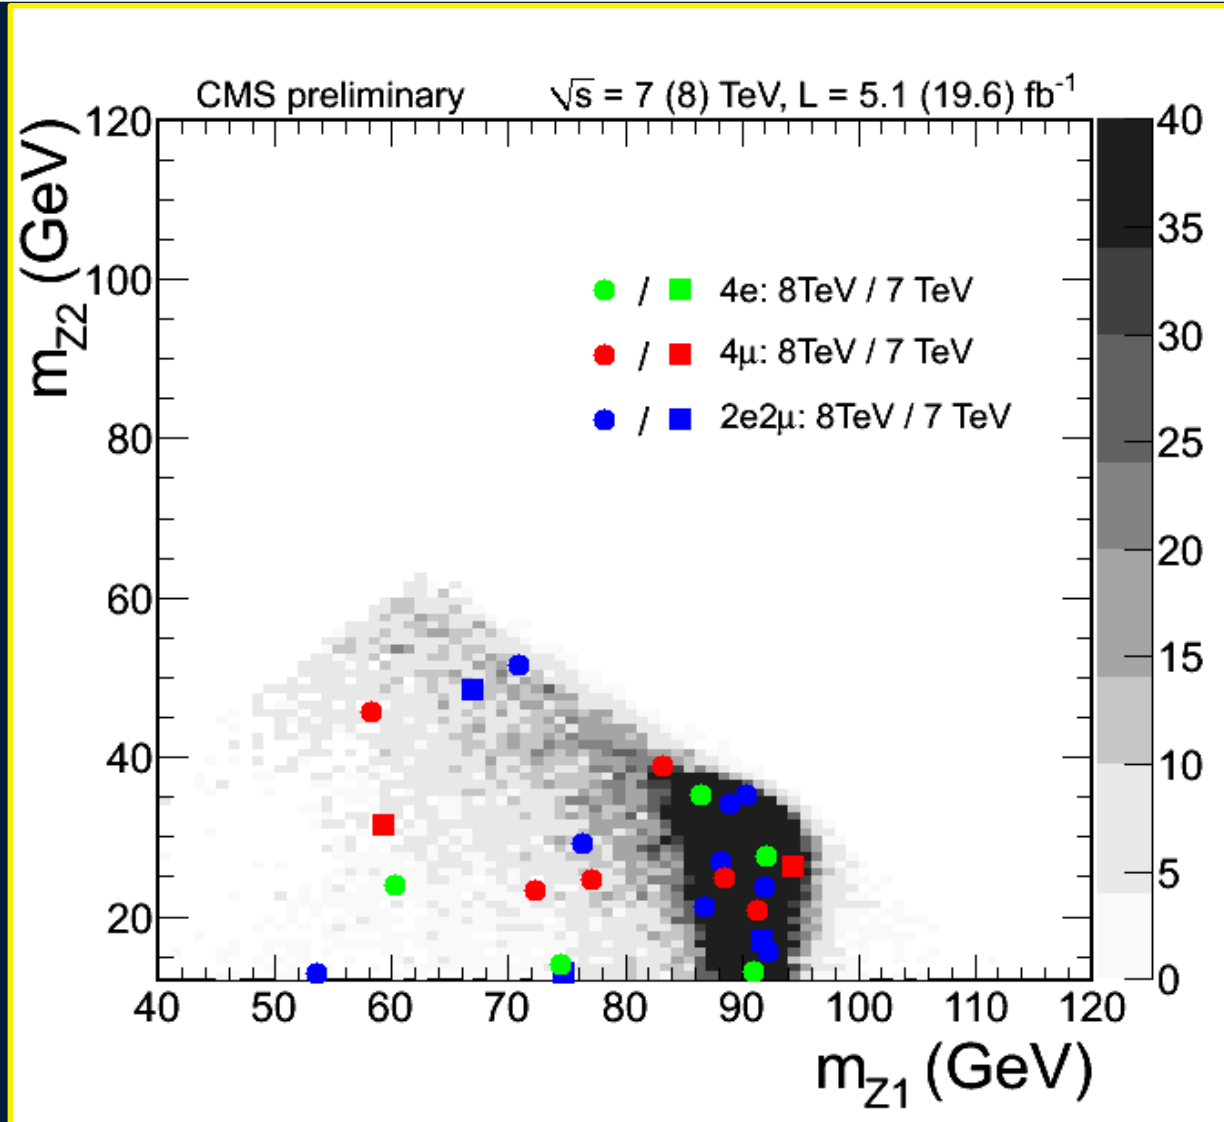 CMS preliminary √s = 7 (8) TeV, L = 5.1 (19.6) fb⁻¹
m_Z2 (GeV)
120
100
80
60
40
20
4e: 8TeV / 7 TeV
4μ: 8TeV / 7 TeV
2e2μ: 8TeV / 7 TeV
40
35
30
25
20
15
10
5
0
40 50 60 70 80 90 100 110 120
m_Z1 (GeV)